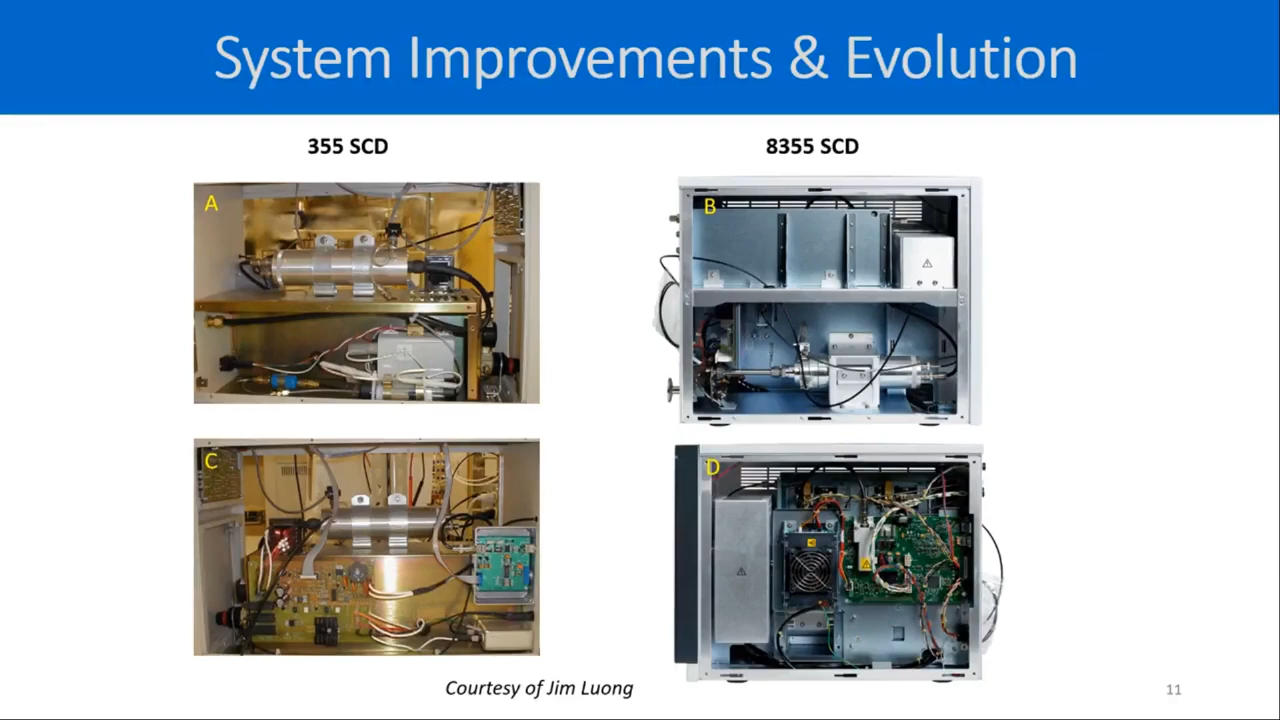 System Improvements & Evolution
355 SCD
8355 SCD
A
B
C
D
Courtesy of Jim Luong
11